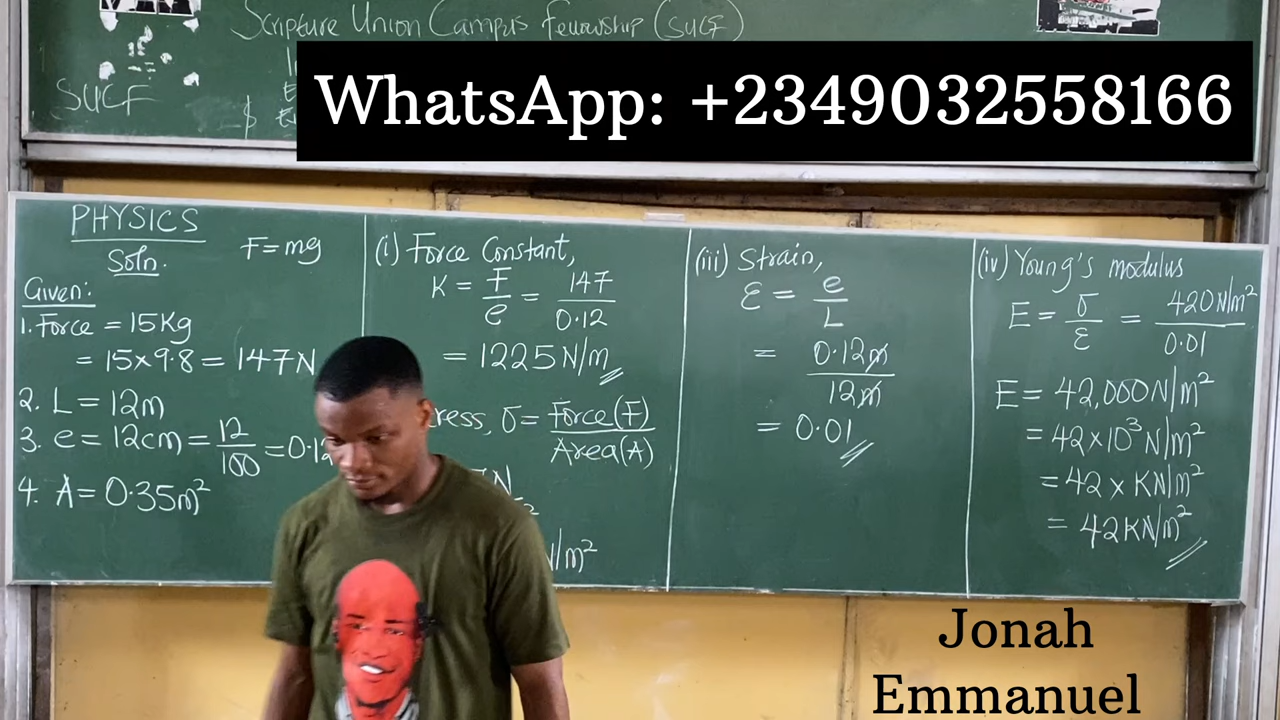 Scripture Union Campus Fellowship (SUCF)
SUCF
$
WhatsApp: +2349032558166
PHYSICS
Soln.
F = mg
Given:
1. Force = 15Kg
= 15×9.8 = 147N
2. L = 12m
3. e = 12cm = 12/100 = 0.12
4. A = 0.35m²
(i) Force Constant,
K = F/e = 147/0.12
= 1225 N/m
σ = Force(F)/Area(A)
N
N/m²
(iii) Strain,
ε = e/L
= 0.12m/12m
= 0.01
(iv) Young's modulus
E = σ/ε = 420N/m²/0.01
E = 42,000N/m²
= 42×10³ N/m²
= 42 × KN/m²
= 42KN/m²
Jonah
Emmanuel